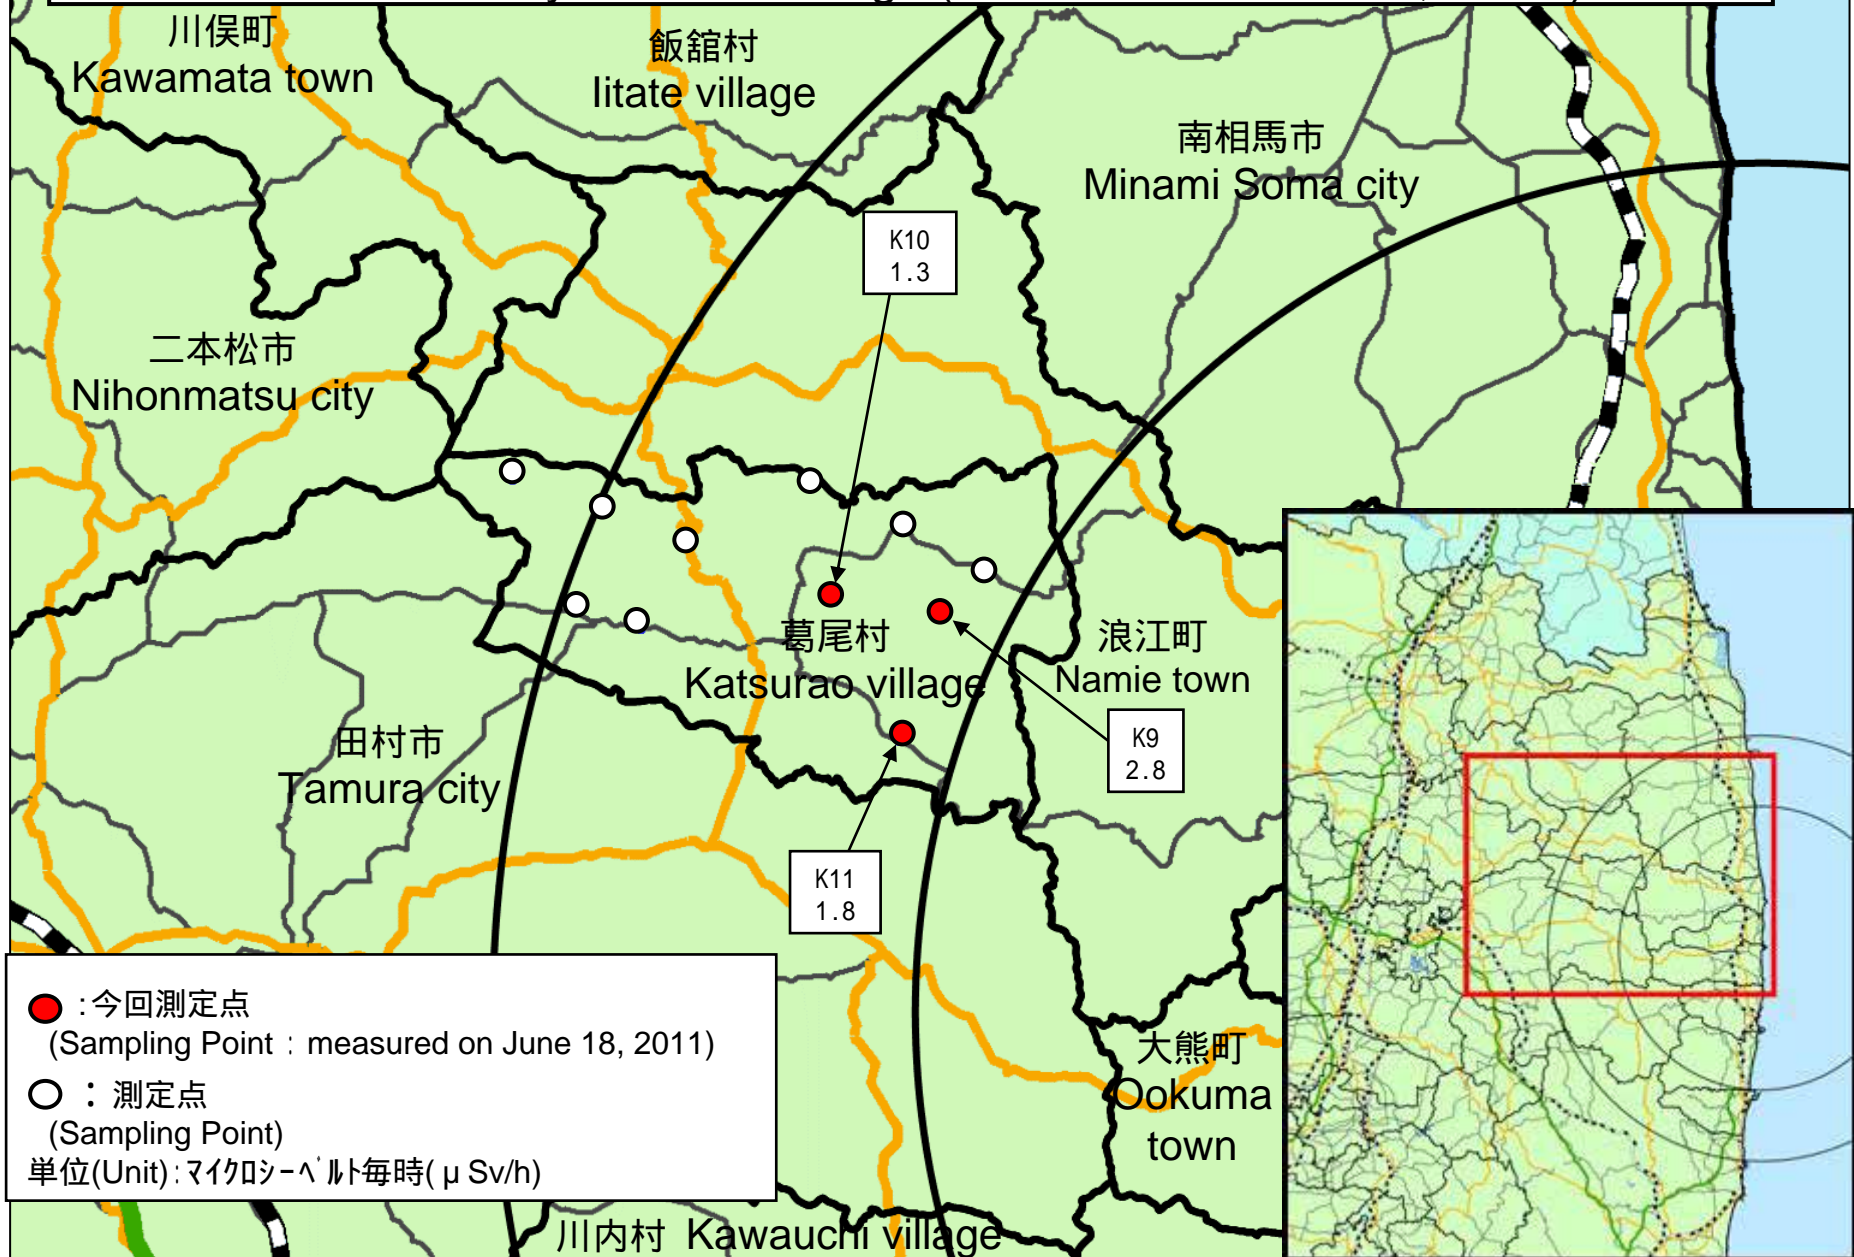 川俣町
Kawamata town
飯舘村
Iitate village
南相馬市
Minami Soma city
K10
1.3
二本松市
Nihonmatsu city
葛尾村
Katsurao village
浪江町
Namie town
K9
2.8
田村市
Tamura city
K11
1.8
:今回測定点
(Sampling Point : measured on June 18, 2011)
: 測定点
(Sampling Point)
単位(Unit):マイクロシーベルト毎時(μSv/h)
大熊町
Ookuma
town
川内村 Kawauchi village